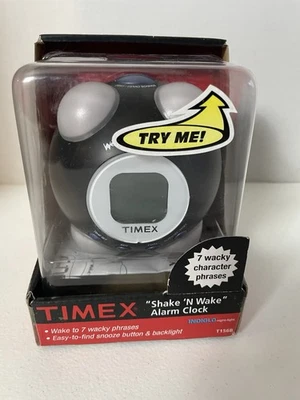 TRY ME!
TIMEX
7 wacky
character
phrases
TIMEX "Shake 'N Wake"
Alarm Clock
• Wake to 7 wacky phrases
• Easy-to-find snooze button & backlight
INDIGLO